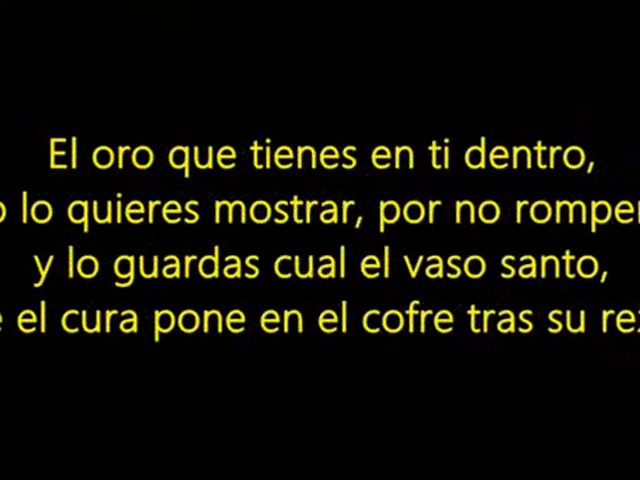 El oro que tienes en ti dentro,
lo quieres mostrar, por no
y lo guardas cual el vaso santo,
el cura pone en el cofre tras su